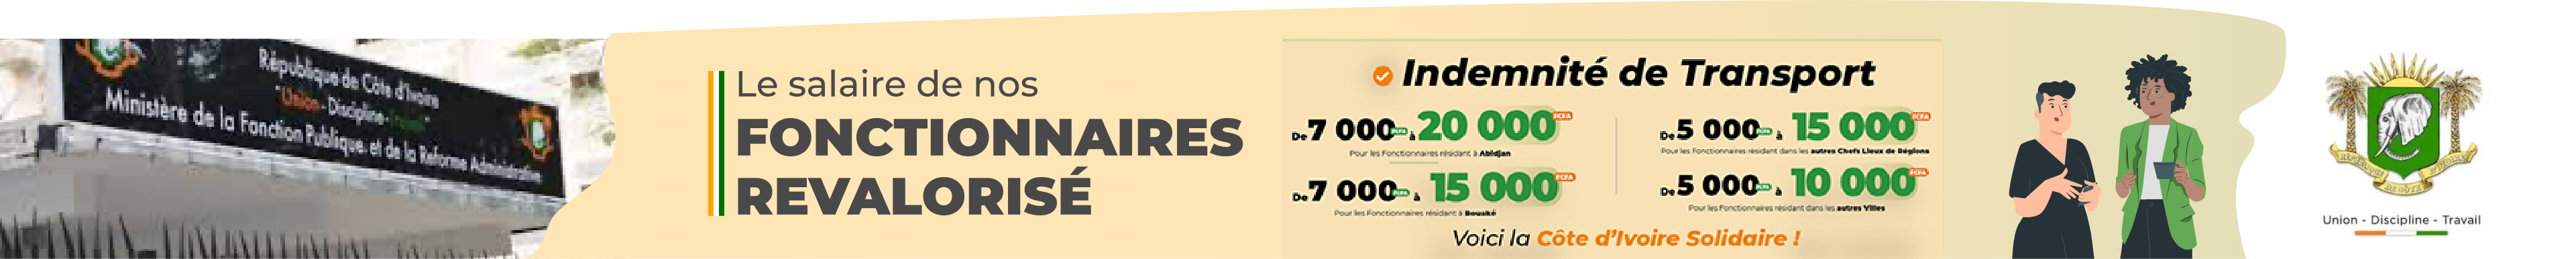 République de Côte d'Ivoire
"Union - Discipline - Travail"
Ministère de la Fonction Publique et de la Reforme Administrative
Le salaire de nos
FONCTIONNAIRES
REVALORISÉ
Indemnité de Transport
De 7 000 FCFA à 20 000 FCFA
Pour les Fonctionnaires résidant à Abidjan
De 7 000 FCFA à 15 000 FCFA
Pour les Fonctionnaires résidant à Bouaké
De 5 000 FCFA à 15 000 FCFA
Pour les Fonctionnaires résidant dans les autres Chefs Lieux de Régions
De 5 000 FCFA à 10 000 FCFA
Pour les Fonctionnaires résidant dans les autres Villes
Voici la Côte d'Ivoire Solidaire !
RÉPUBLIQUE DE CÔTE D'IVOIRE
Union - Discipline - Travail